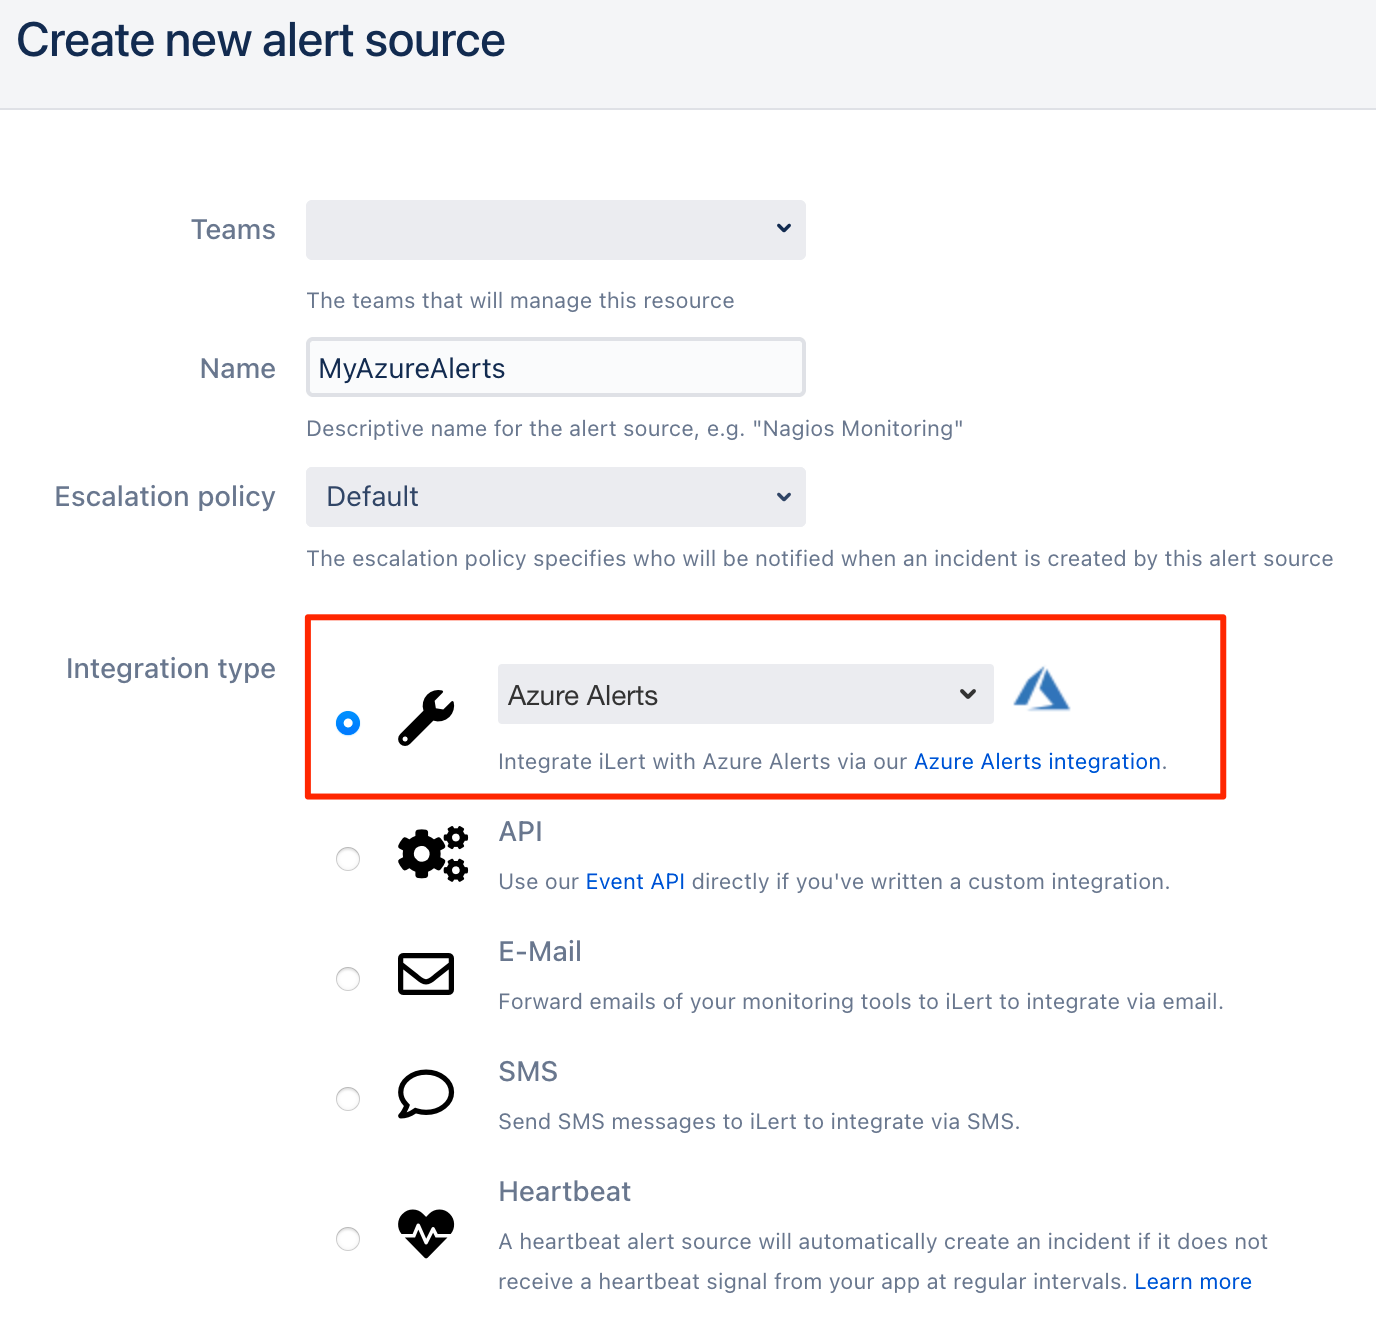 Create new alert source
Teams
The teams that will manage this resource
Name
MyAzureAlerts
Descriptive name for the alert source, e.g. "Nagios Monitoring"
Escalation policy
Default
The escalation policy specifies who will be notified when an incident is created by this alert source
Integration type
Azure Alerts
Integrate iLert with Azure Alerts via our Azure Alerts integration.
API
Use our Event API directly if you've written a custom integration.
E-Mail
Forward emails of your monitoring tools to iLert to integrate via email.
SMS
Send SMS messages to iLert to integrate via SMS.
Heartbeat
A heartbeat alert source will automatically create an incident if it does not
receive a heartbeat signal from your app at regular intervals. Learn more